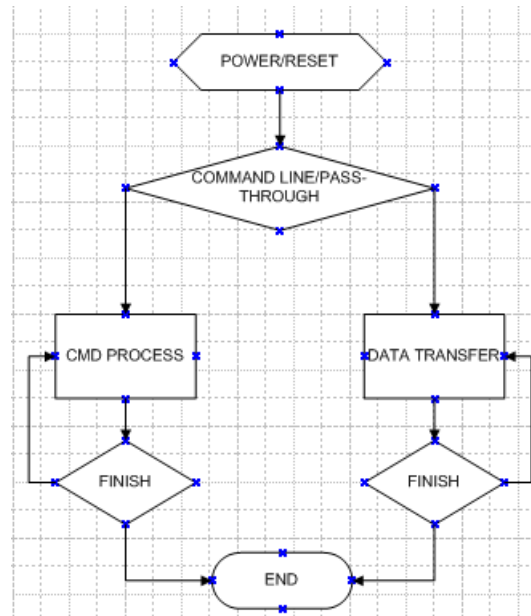 POWER/RESET
COMMAND LINE/PASS-
THROUGH
CMD PROCESS
DATA TRANSFER
FINISH
FINISH
END